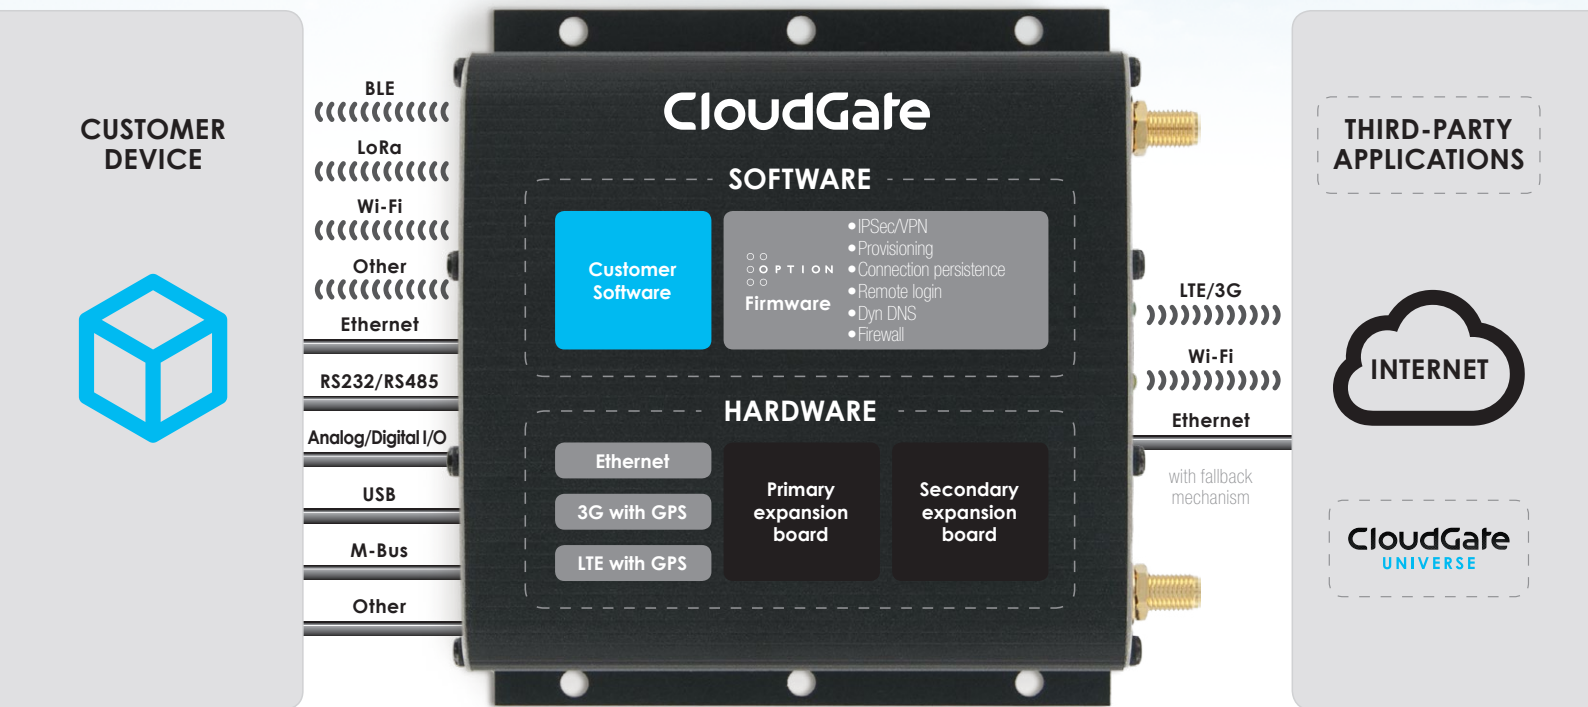 CUSTOMER
DEVICE
BLE
LoRa
Wi-Fi
Other
Ethernet
RS232/RS485
Analog/Digital I/O
USB
M-Bus
Other
CloudGate
SOFTWARE
Customer
Software
OPTION
Firmware
•IPSec/VPN
•Provisioning
•Connection persistence
•Remote login
•Dyn DNS
•Firewall
HARDWARE
Ethernet
3G with GPS
LTE with GPS
Primary
expansion
board
Secondary
expansion
board
LTE/3G
Wi-Fi
Ethernet
with fallback
mechanism
THIRD-PARTY
APPLICATIONS
INTERNET
CloudGate
UNIVERSE